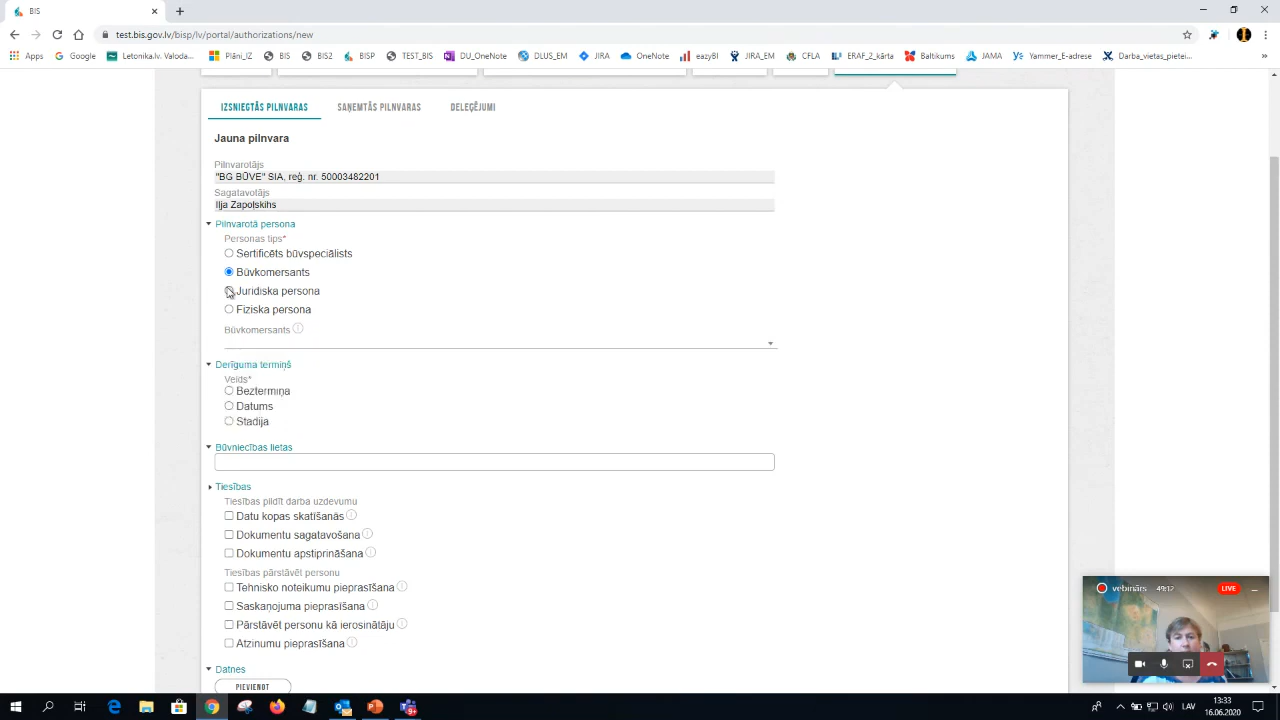 BIS
test.bis.gov.lv/bisp/lv/portal/authorizations/new
Apps Google Letonika.lv. Valoda... Plāni_IZ BIS BIS2 BISP TEST_BIS DU_OneNote DLUS_EM JIRA OneNote eazyBI JIRA_EM CFLA ERAF_2_kārta Baltikums JAMA Yammer_E-adrese Darba_vietas_pietei... »
IZSNIEGTĀS PILNVARAS SAŅEMTĀS PILNVARAS DELEĢĒJUMI
Jauna pilnvara
Pilnvarotājs
"BG BŪVE" SIA, reģ. nr. 50003482201
Sagatavotājs
Iļja Zapoļskihs
Pilnvarotā persona
Personas tips*
Sertificēts būvspeciālists
Būvkomersants
Juridiska persona
Fiziska persona
Būvkomersants
Derīguma termiņš
Veids*
Beztermiņa
Datums
Stadija
Būvniecības lietas
Tiesības
Tiesības pildīt darba uzdevumu
Datu kopas skatīšanās
Dokumentu sagatavošana
Dokumentu apstiprināšana
Tiesības pārstāvēt personu
Tehnisko noteikumu pieprasīšana
Saskaņojuma pieprasīšana
Pārstāvēt personu kā ierosinātāju
Atzinumu pieprasīšana
Datnes
PIEVIENOT
vebinārs 49:12 LIVE
LAV
13:33
16.06.2020